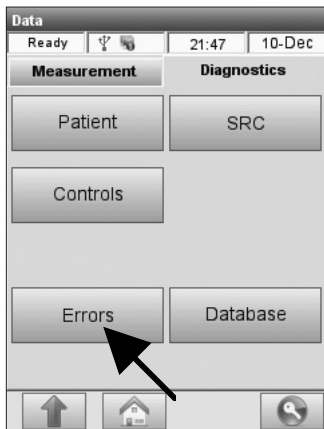 Data
Ready 21:47 10-Dec
Measurement Diagnostics
Patient SRC
Controls
Errors Database